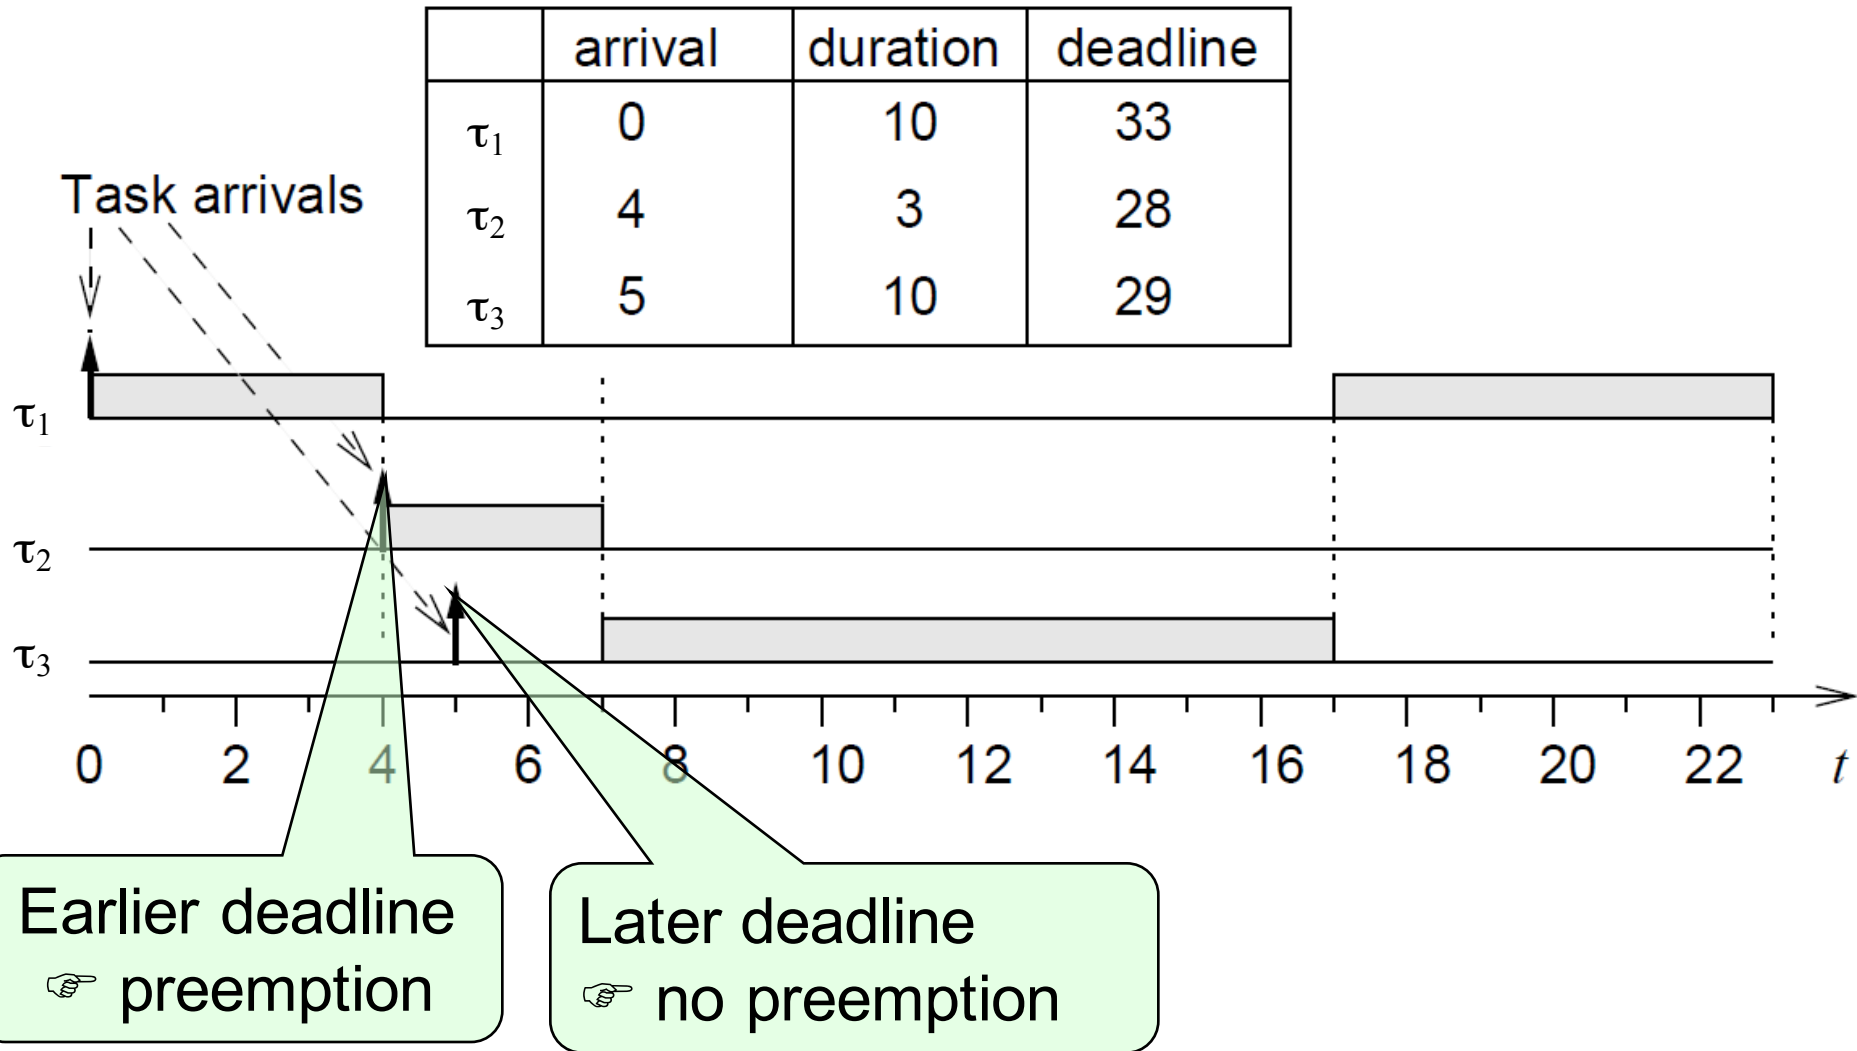 arrival duration deadline
τ1 0 10 33
τ2 4 3 28
τ3 5 10 29
Task arrivals
τ1
τ2
τ3
0 2 4 6 8 10 12 14 16 18 20 22 t
Earlier deadline
☞ preemption
Later deadline
☞ no preemption